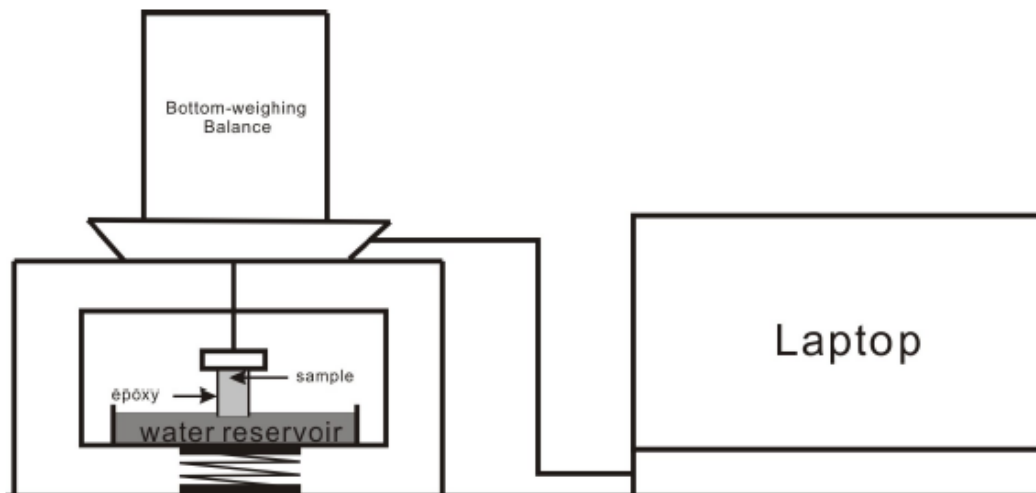 Bottom-weighing
Balance
sample
epoxy
water reservoir
Laptop